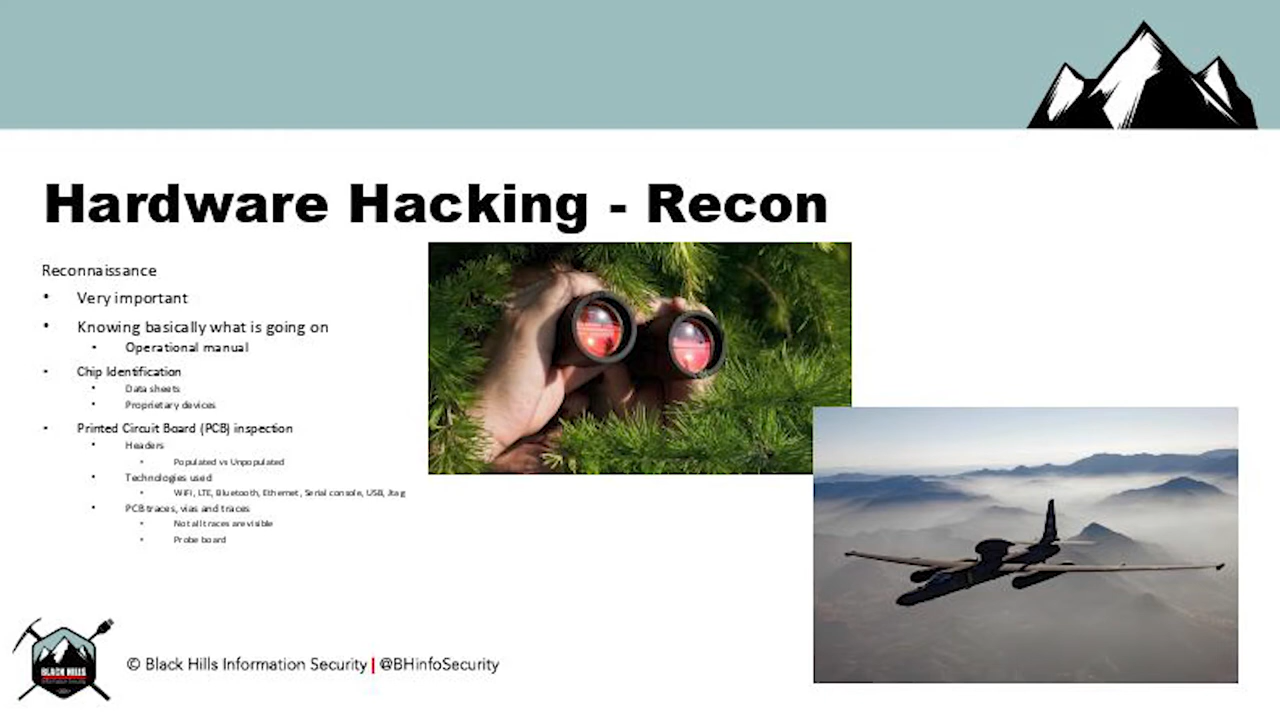 Hardware Hacking - Recon
Reconnaissance
• Very important
• Knowing basically what is going on
• Operational manual
• Chip Identification
• Data sheets
• Proprietary devices
• Printed Circuit Board (PCB) inspection
• Headers
• Populated vs Unpopulated
• Technologies used
• WiFi, LTE, Bluetooth, Ethernet, Serial console, USB, Jtag
• PCB traces, vias and traces
• Not all traces are visible
• Probe board
BLACK HILLS
© Black Hills Information Security | @BHinfoSecurity